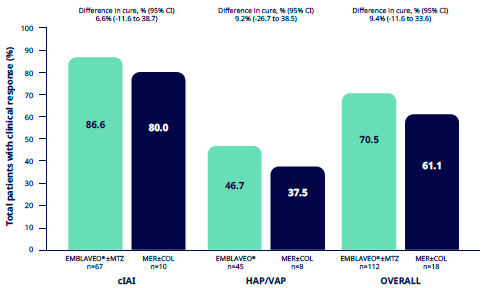 Difference in cure, % (95% CI)
6.6% (-11.6 to 38.7)
Difference in cure, % (95% CI)
9.2% (-26.7 to 38.5)
Difference in cure, % (95% CI)
9.4% (-11.6 to 33.6)
Total patients with clinical response (%)
100
90
80
70
60
50
40
30
20
10
0
86.6
80.0
46.7
37.5
70.5
61.1
EMBLAVEO® ±MTZ
n=67
MER±COL
n=10
EMBLAVEO®
n=45
MER±COL
n=8
EMBLAVEO® ±MTZ
n=112
MER±COL
n=18
cIAI
HAP/VAP
OVERALL